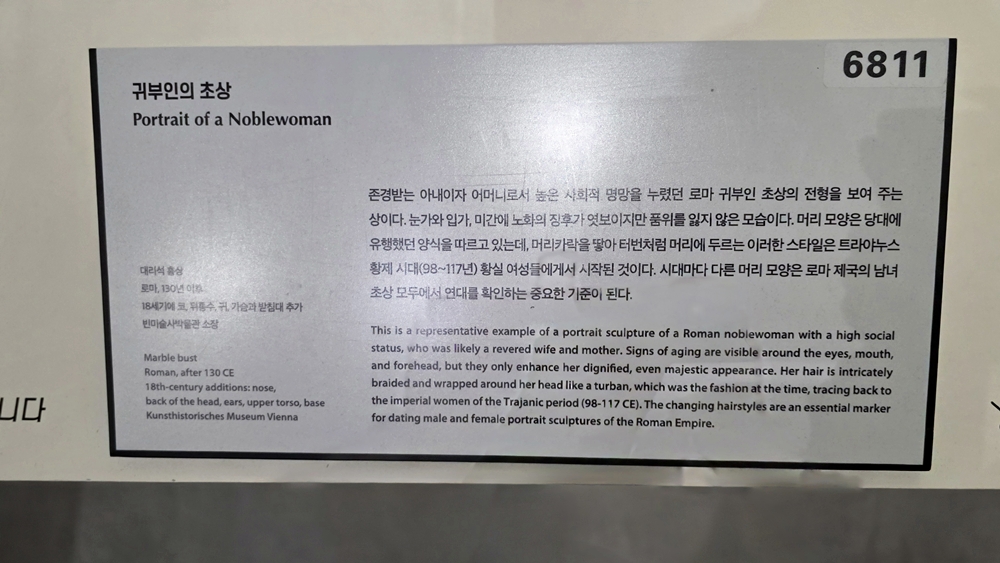 6811
귀부인의 초상
Portrait of a Noblewoman
존경받는 아내이자 어머니로서 높은 사회적 명망을 누렸던 로마 귀부인 초상의 전형을 보여 주는
상이다. 눈가와 입가, 미간에 노화의 징후가 엿보이지만 품위를 잃지 않은 모습이다. 머리 모양은 당대에
유행했던 양식을 따르고 있는데, 머리카락을 땋아 터번처럼 머리에 두르는 이러한 스타일은 트라야누스
황제 시대(98~117년) 황실 여성들에게서 시작된 것이다. 시대마다 다른 머리 모양은 로마 제국의 남녀
초상 모두에서 연대를 확인하는 중요한 기준이 된다.
대리석 흉상
로마, 130년 이후
18세기에 코, 뒤통수, 귀, 가슴과 받침대 추가
빈미술사박물관 소장
This is a representative example of a portrait sculpture of a Roman noblewoman with a high social
status, who was likely a revered wife and mother. Signs of aging are visible around the eyes, mouth,
and forehead, but they only enhance her dignified, even majestic appearance. Her hair is intricately
braided and wrapped around her head like a turban, which was the fashion at the time, tracing back to
the imperial women of the Trajanic period (98-117 CE). The changing hairstyles are an essential marker
for dating male and female portrait sculptures of the Roman Empire.
Marble bust
Roman, after 130 CE
18th-century additions: nose,
back of the head, ears, upper torso, base
Kunsthistorisches Museum Vienna
니다